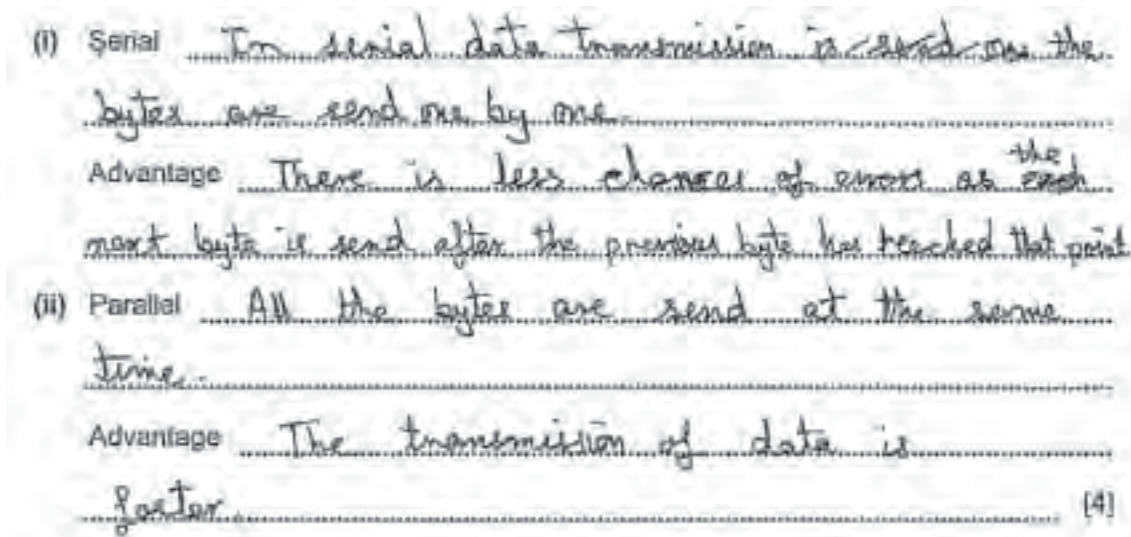 (i) Serial In serial data transmission is send one the
bytes are send one by one.
Advantage There is less chances of errors as each the
next byte is send after the previous byte has reached that point
(ii) Parallel All the bytes are send at the same
time.
Advantage The transmission of data is
faster [4]